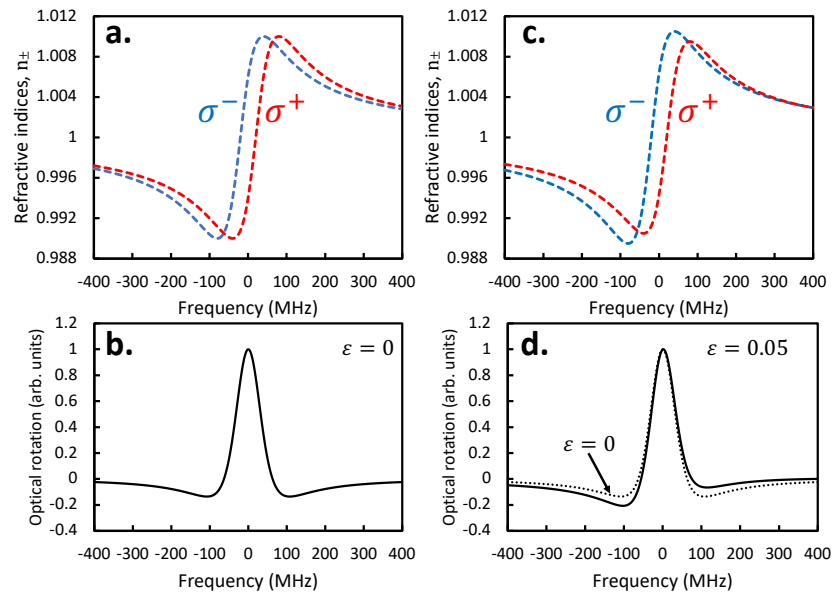 a.
Refractive indices, n±
1.012
1.008
1.004
1
0.996
0.992
0.988
σ− σ+
-400 -300 -200 -100 0 100 200 300 400
Frequency (MHz)
c.
Refractive indices, n±
1.012
1.008
1.004
1
0.996
0.992
0.988
σ− σ+
-400 -300 -200 -100 0 100 200 300 400
Frequency (MHz)
b.
Optical rotation (arb. units)
1.2
1
0.8
0.6
0.4
0.2
0
-0.2
-0.4
ε = 0
-400 -300 -200 -100 0 100 200 300 400
Frequency (MHz)
d.
Optical rotation (arb. units)
1.2
1
0.8
0.6
0.4
0.2
0
-0.2
-0.4
ε = 0.05
ε = 0
-400 -300 -200 -100 0 100 200 300 400
Frequency (MHz)